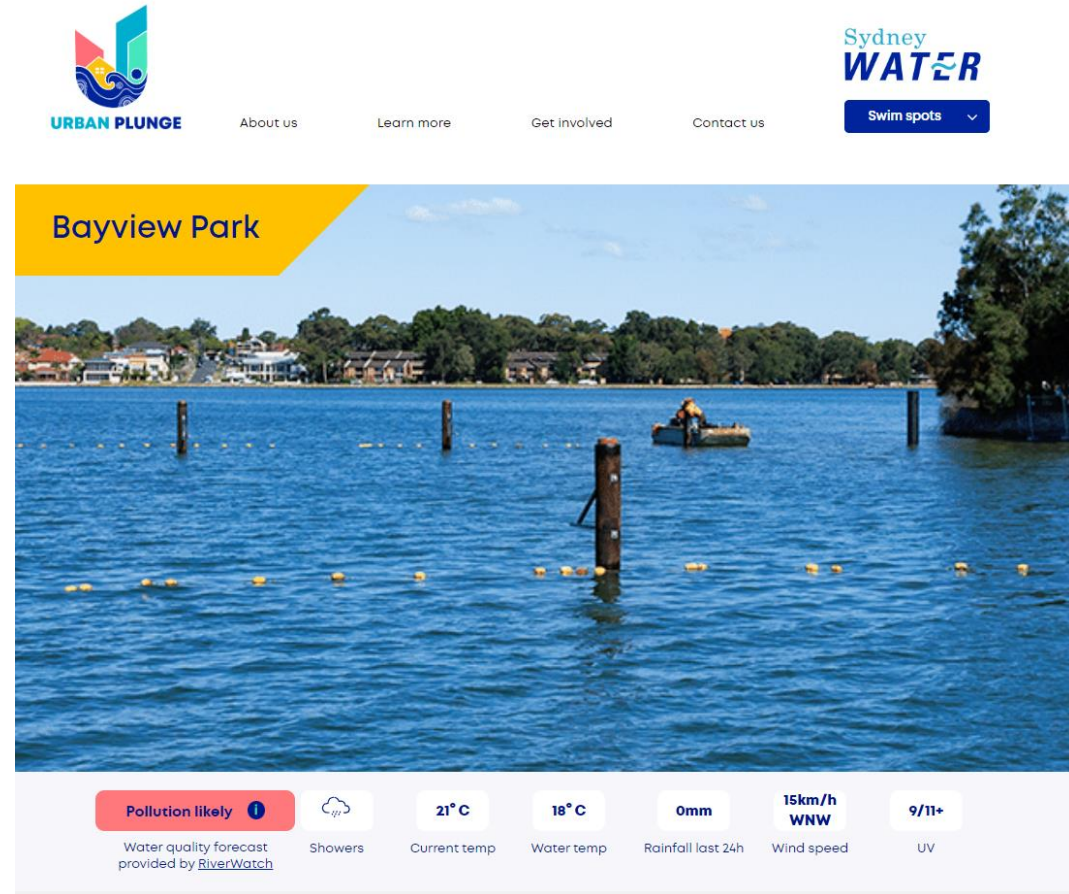 Sydney
WATER
URBAN PLUNGE
About us
Learn more
Get involved
Contact us
Swim spots
Bayview Park
Pollution likely i
Water quality forecast
provided by RiverWatch
Showers
21°C
Current temp
18°C
Water temp
0mm
Rainfall last 24h
15km/h
WNW
Wind speed
9/11+
UV